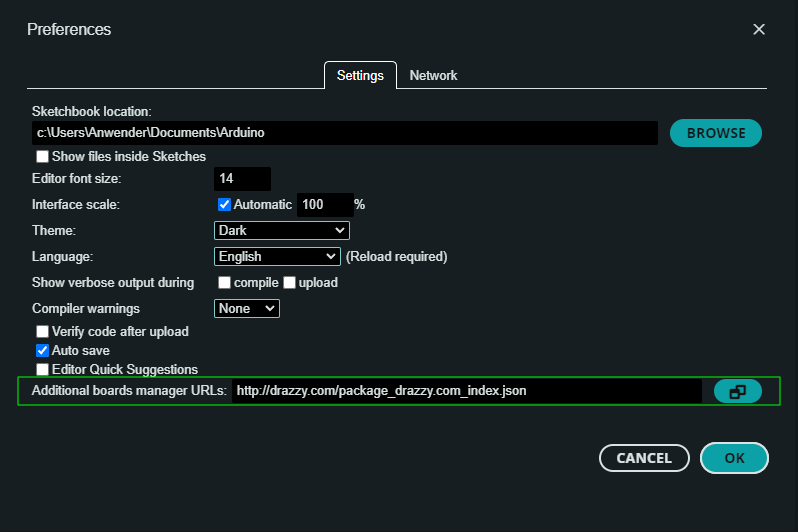 Preferences
Settings Network
Sketchbook location:
c:\Users\Anwender\Documents\Arduino BROWSE
Show files inside Sketches
Editor font size: 14
Interface scale: Automatic 100 %
Theme: Dark
Language: English (Reload required)
Show verbose output during compile upload
Compiler warnings None
Verify code after upload
Auto save
Editor Quick Suggestions
Additional boards manager URLs: http://drazzy.com/package_drazzy.com_index.json
CANCEL OK